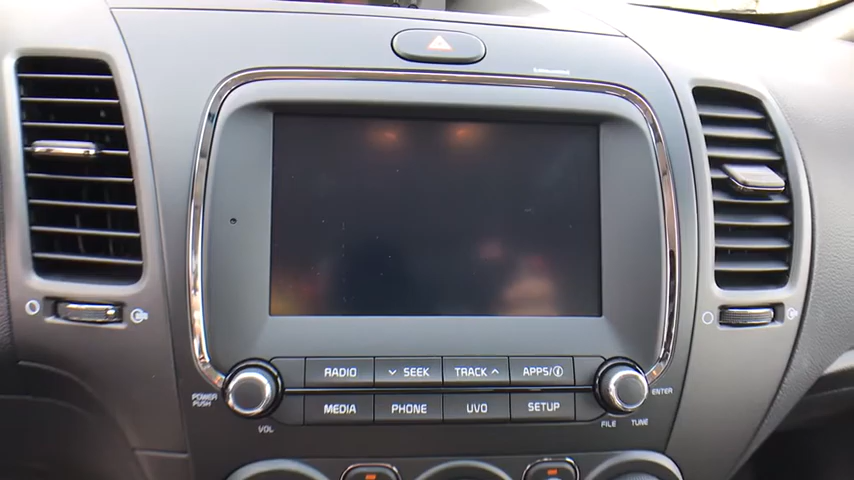 RADIO
SEEK
TRACK
APPS/i
POWER
PUSH
ENTER
MEDIA
PHONE
UVO
SETUP
VOL
FILE
TUNE